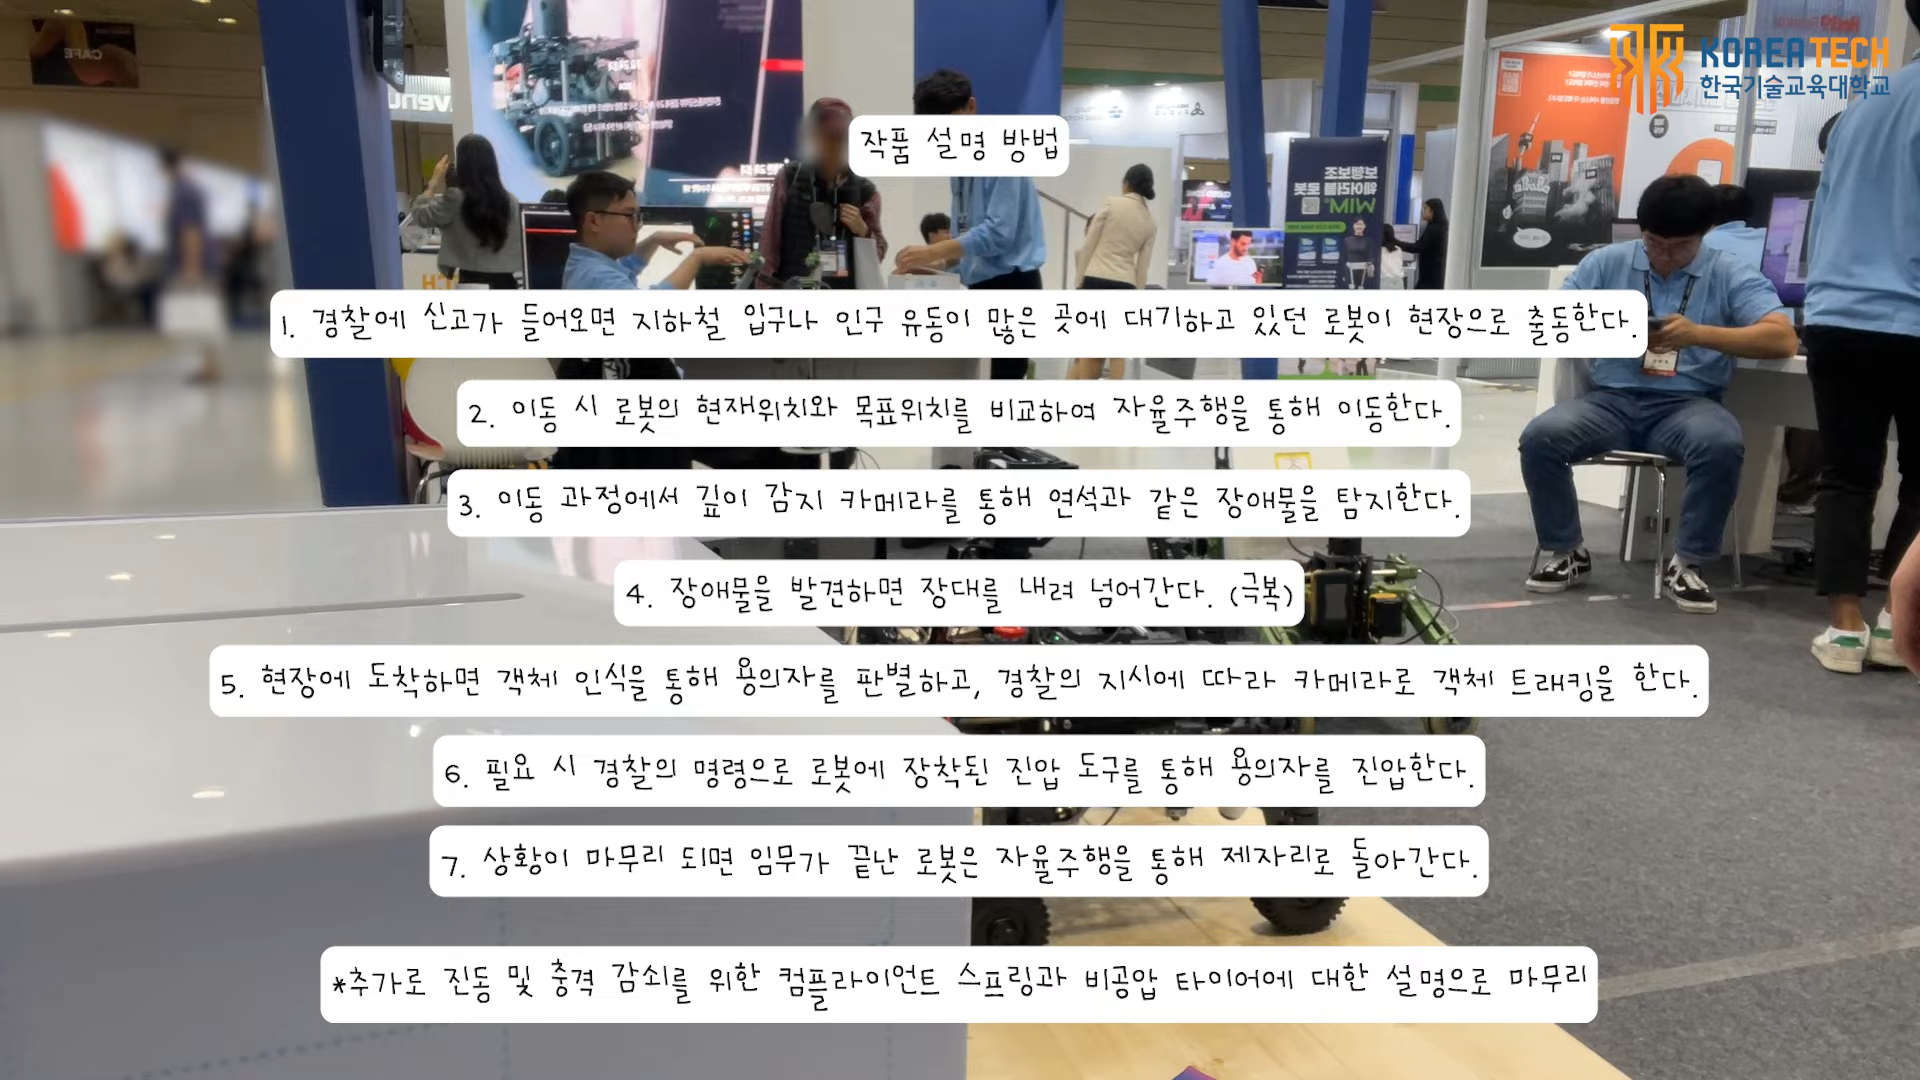 KOREATECH
한국기술교육대학교
작품 설명 방법
1. 경찰에 신고가 들어오면 지하철 입구나 인구 유동이 많은 곳에 대기하고 있던 로봇이 현장으로 출동한다.
2. 이동 시 로봇의 현재위치와 목표위치를 비교하여 자율주행을 통해 이동한다.
3. 이동 과정에서 깊이 감지 카메라를 통해 연석과 같은 장애물을 탐지한다.
4. 장애물을 발견하면 장대를 내려 넘어간다. (극복)
5. 현장에 도착하면 객체 인식을 통해 용의자를 판별하고, 경찰의 지시에 따라 카메라로 객체 트래킹을 한다.
6. 필요 시 경찰의 명령으로 로봇에 장착된 진압 도구를 통해 용의자를 진압한다.
7. 상황이 마무리 되면 임무가 끝난 로봇은 자율주행을 통해 제자리로 돌아간다.
*추가로 진동 및 충격 감쇠를 위한 컴플라이언트 스프링과 비공압 타이어에 대한 설명으로 마무리
CAFE
보행보조
웨어러블 로봇
WIM